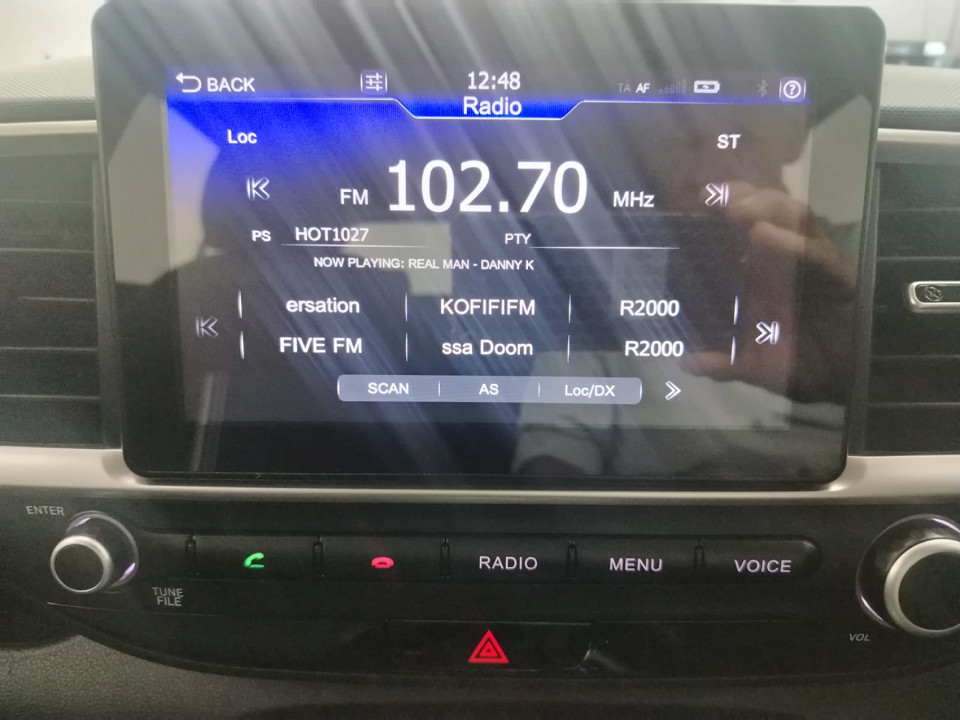 BACK
12:48
TA AF
Radio
Loc
ST
FM 102.70 MHz
PS HOT1027
PTY
NOW PLAYING: REAL MAN - DANNY K
ersation KOFIFIFM R2000
FIVE FM ssa Doom R2000
SCAN AS Loc/DX
ENTER
RADIO MENU VOICE
TUNE
FILE
VOL